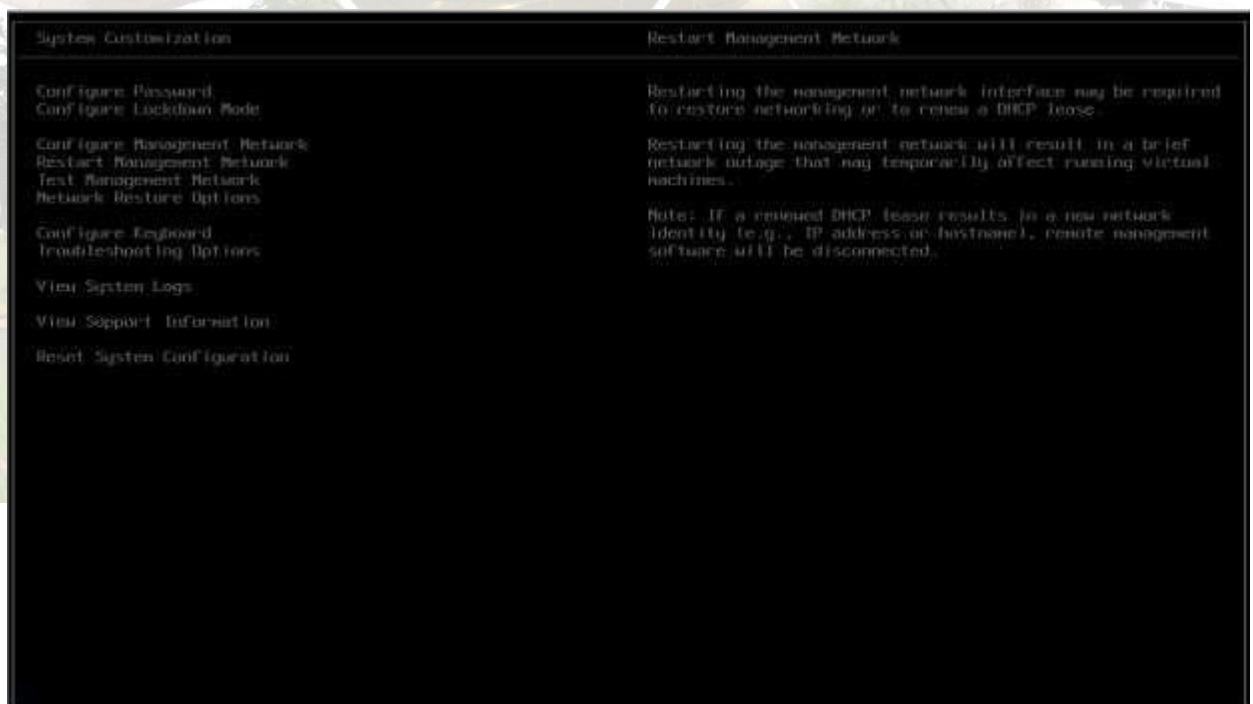 System Customization
Restart Management Network
Configure Password
Configure Lockdown Mode
Configure Management Network
Restart Management Network
Test Management Network
Network Restore Options
Configure Keyboard
Troubleshooting Options
View System Logs
View Support Information
Reset System Configuration
Restarting the management network interface may be required
to restore networking or to renew a DHCP lease.
Restarting the management network will result in a brief
network outage that may temporarily affect running virtual
machines.
Note: If a renewed DHCP lease results in a new network
identity (e.g., IP address or hostname), remote management
software will be disconnected.